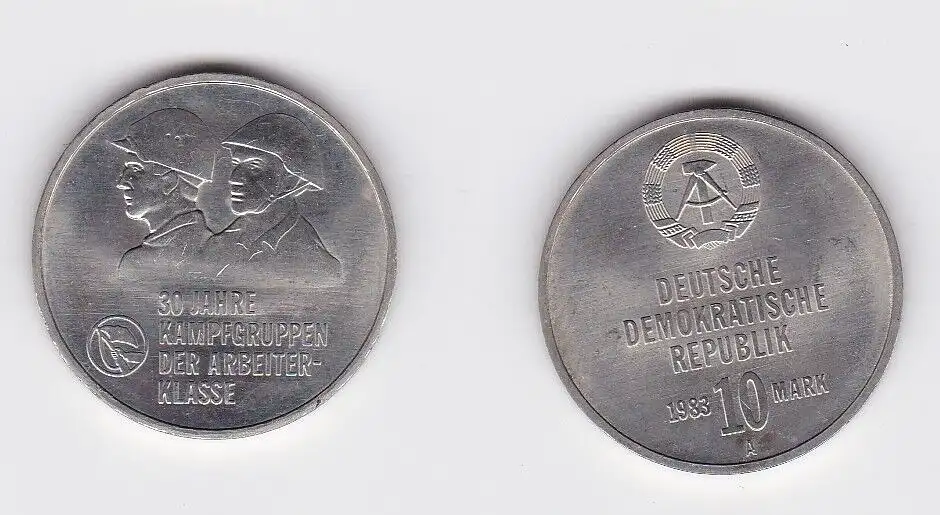 30 JAHRE
KAMPFGRUPPEN
DER ARBEITER-
KLASSE
DEUTSCHE
DEMOKRATISCHE
REPUBLIK
1983 10 MARK
A